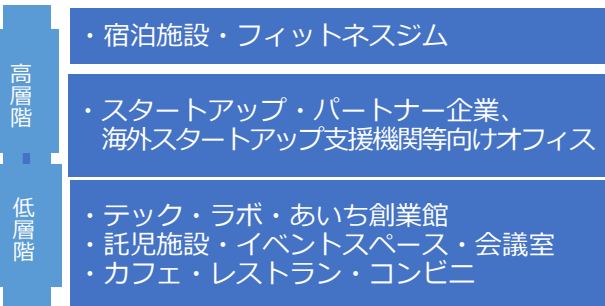 高層階
・宿泊施設・フィットネスジム
・スタートアップ・パートナー企業、
海外スタートアップ支援機関等向けオフィス
低層階
・テック・ラボ・あいち創業館
・託児施設・イベントスペース・会議室
・カフェ・レストラン・コンビニ